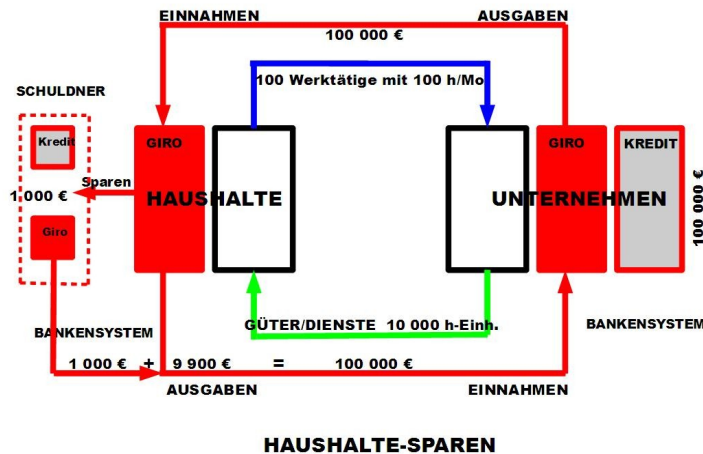 EINNAHMEN
AUSGABEN
100 000 €
100 Werktätige mit 100 h/Mo
SCHULDNER
Kredit
GIRO
GIRO
KREDIT
Sparen
1 000 €
HAUSHALTE
UNTERNEHMEN
100 000 €
Giro
GÜTER/DIENSTE 10 000 h-Einh.
BANKENSYSTEM
BANKENSYSTEM
1 000 € + 9 900 € = 100 000 €
AUSGABEN
EINNAHMEN
HAUSHALTE-SPAREN